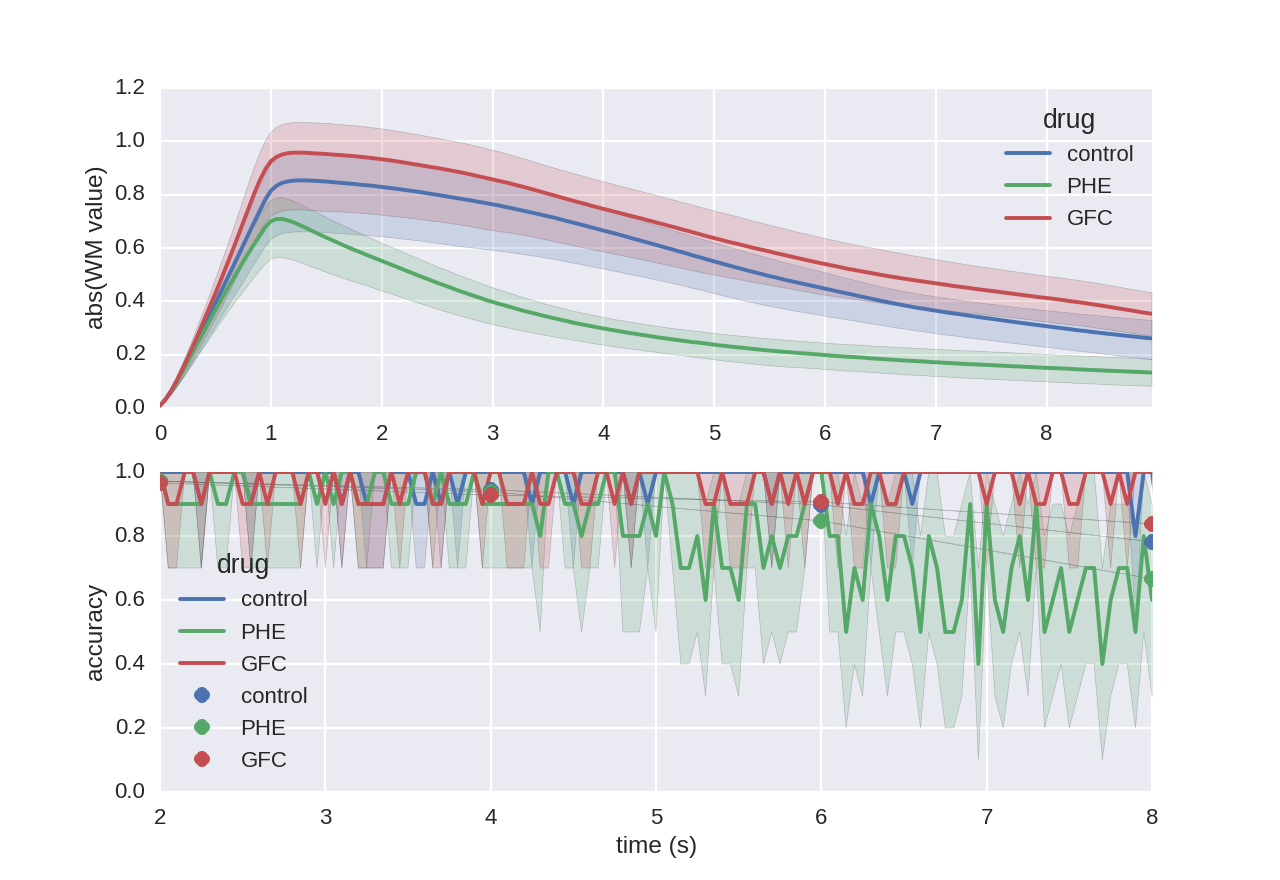 1.2
1.0
0.8
0.6
0.4
0.2
0.0
abs(WM value)
drug
control
PHE
GFC
0 1 2 3 4 5 6 7 8
1.0
0.8
0.6
0.4
0.2
0.0
accuracy
drug
control
PHE
GFC
control
PHE
GFC
2 3 4 5 6 7 8
time (s)